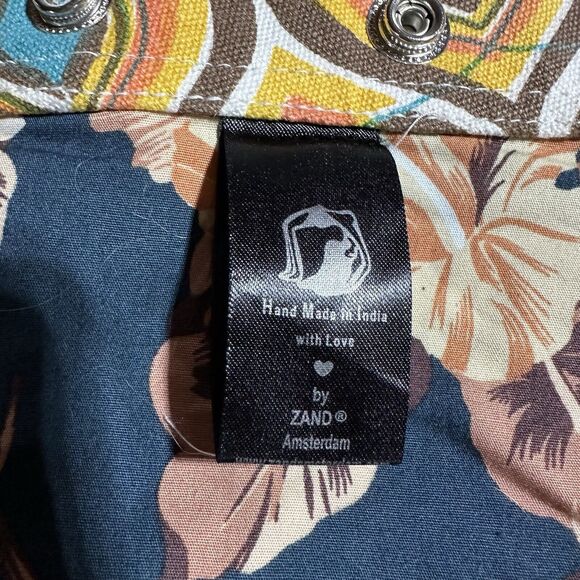 Hand Made in India
with Love
by
ZAND®
Amsterdam